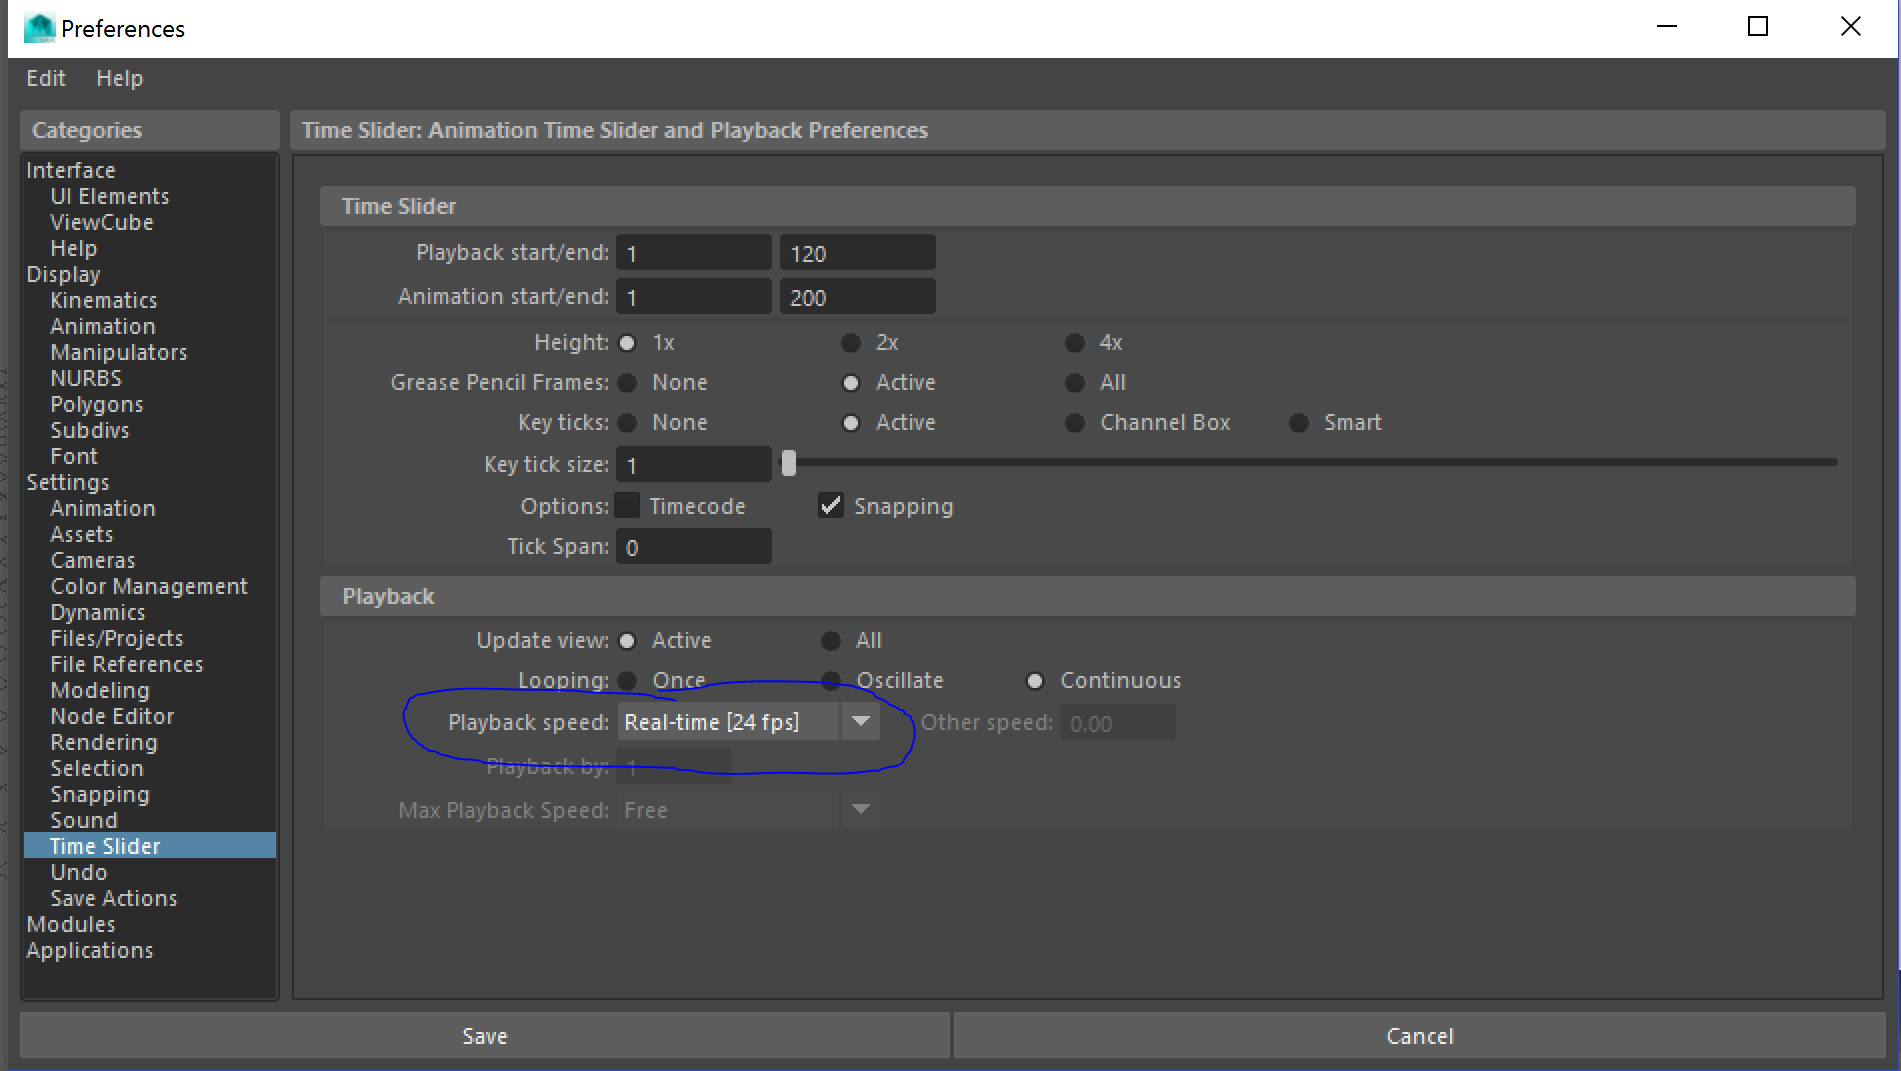 Preferences
Edit Help
Categories
Interface
UI Elements
ViewCube
Help
Display
Kinematics
Animation
Manipulators
NURBS
Polygons
Subdivs
Font
Settings
Animation
Assets
Cameras
Color Management
Dynamics
Files/Projects
File References
Modeling
Node Editor
Rendering
Selection
Snapping
Sound
Time Slider
Undo
Save Actions
Modules
Applications
Time Slider: Animation Time Slider and Playback Preferences
Time Slider
Playback start/end: 1 120
Animation start/end: 1 200
Height: 1x 2x 4x
Grease Pencil Frames: None Active All
Key ticks: None Active Channel Box Smart
Key tick size: 1
Options: Timecode Snapping
Tick Span: 0
Playback
Update view: Active All
Looping: Once Oscillate Continuous
Playback speed: Real-time [24 fps] Other speed: 0.00
Playback by: 1
Max Playback Speed: Free
Save Cancel